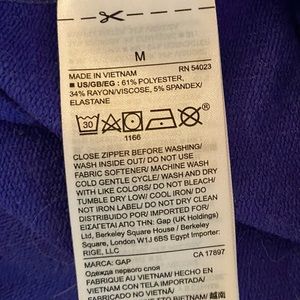 M
MADE IN VIETNAM RN 54023
■ US/GB/EG : 61% POLYESTER,
34% RAYON/VISCOSE, 5% SPANDEX/
ELASTANE
30
1166
CLOSE ZIPPER BEFORE WASHING/
WASH INSIDE OUT/ DO NOT USE
FABRIC SOFTENER/ MACHINE WASH
COLD GENTLE CYCLE/ WASH AND DRY
WITH LIKE COLORS/ DO NOT BLEACH/
TUMBLE DRY LOW/ COOL IRON/ DO
NOT IRON LABEL/ DO NOT DRY CLEAN
DISTRIBUIDO POR/ IMPORTED FOR/
ΕΙΣΑΓΕΤΑΙ ΑΠΟ ΤΗΝ: Gap (UK Holdings)
Ltd, Berkeley Square House / Berkeley
Square, London W1J 6BS Egypt Importer:
RIGE, LLC
MARCA: GAP CA 17897
Одежда первого слоя
FABRIQUÉ AU VIETNAM/ HECHO EN
VIETNAM CON TELA IMPORTADA/
FABRICADO NO VIETNÃ/
越南